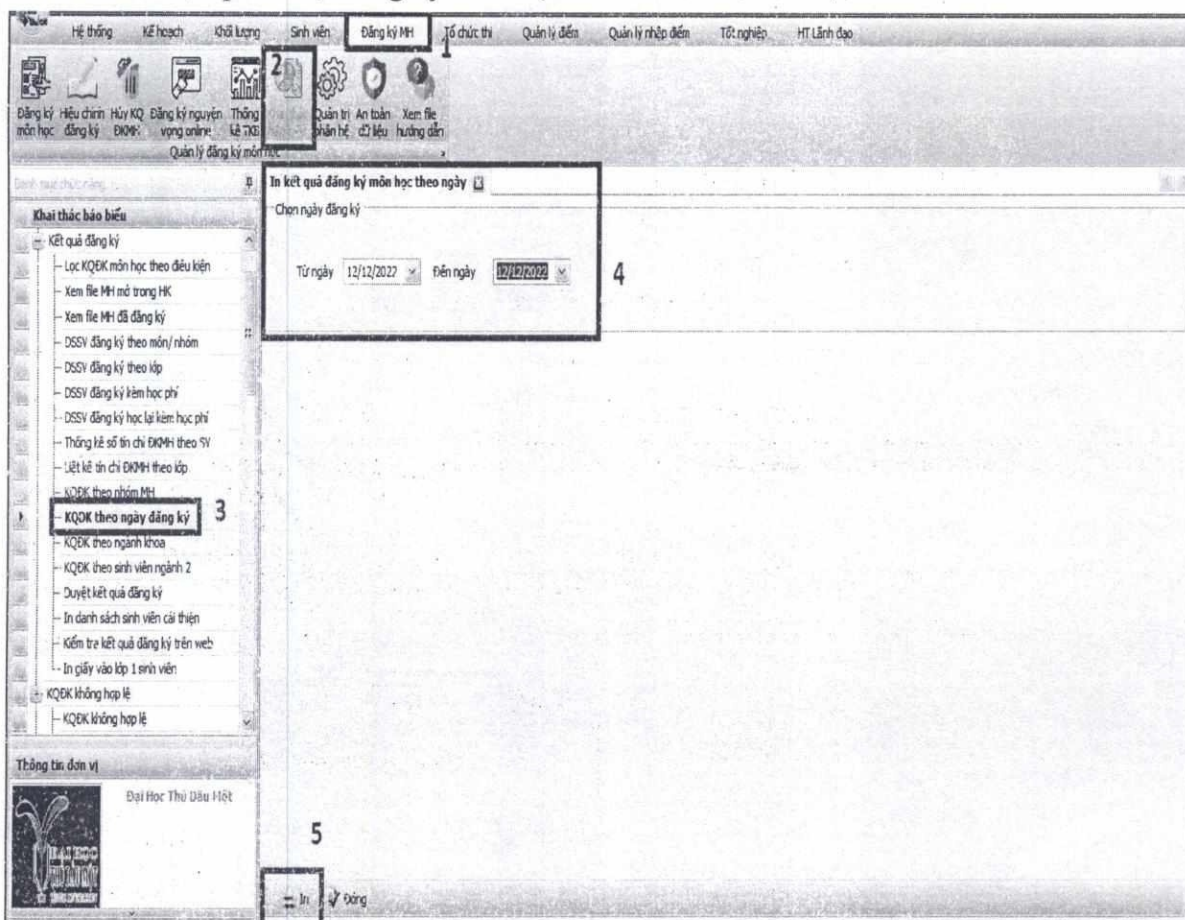 Hệ thống Kế hoạch Khối lượng Sinh viên Đăng ký MH Tổ chức thi Quản lý điểm Quản lý nhập điểm Tốt nghiệp HT Lãnh đạo
1
2
Đăng ký môn học
Hiệu chỉnh đăng ký
Hủy KQ ĐKMH
Đăng ký nguyện vọng online
Thống kê TKB
Quản trị phân hệ
An toàn dữ liệu
Xem file hướng dẫn
Quản lý đăng ký môn học
Danh mục chức năng
Khai thác báo biểu
Kết quả đăng ký
Lọc KQĐK môn học theo điều kiện
Xem file MH mở trong HK
Xem file MH đã đăng ký
DSSV đăng ký theo môn/ nhóm
DSSV đăng ký theo lớp
DSSV đăng ký kèm học phí
DSSV đăng ký học lại kèm học phí
Thống kê số tín chỉ ĐKMH theo SV
Liệt kê tín chỉ ĐKMH theo lớp
KQĐK theo nhóm MH
KQĐK theo ngày đăng ký
3
KQĐK theo ngành khoa
KQĐK theo sinh viên ngành 2
Duyệt kết quả đăng ký
In danh sách sinh viên cải thiện
Kiểm tra kết quả đăng ký trên web
In giấy vào lớp 1 sinh viên
KQĐK không hợp lệ
KQĐK không hợp lệ
Thông tin đơn vị
Đại Học Thủ Dầu Một
In kết quả đăng ký môn học theo ngày
Chọn ngày đăng ký
Từ ngày 12/12/2022 Đến ngày 12/12/2022
4
5
In Đóng